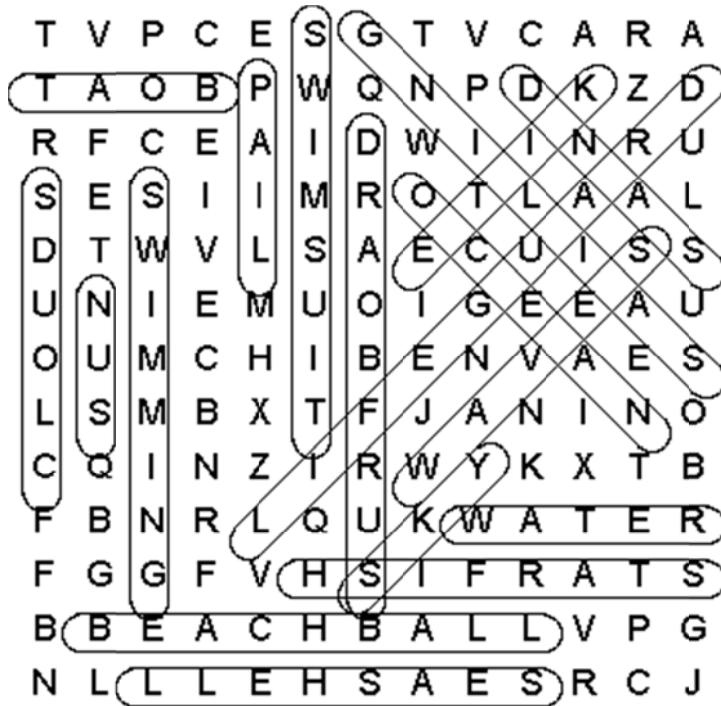 T V P C E S G T V C A R A
T A O B P W Q N P D K Z D
R F C E A I D W I I N R U
S E S I I M R O T L A A L
D T W V L S A E C U I S S
U N I E M U O I G E E A U
O U M C H I B E N V A E S
L S M B X T F J A N I N O
C Q I N Z I R W Y K X T B
F B N R L Q U K W A T E R
F G G F V H S I F R A T S
B B E A C H B A L L V P G
N L L L E H S A E S R C J